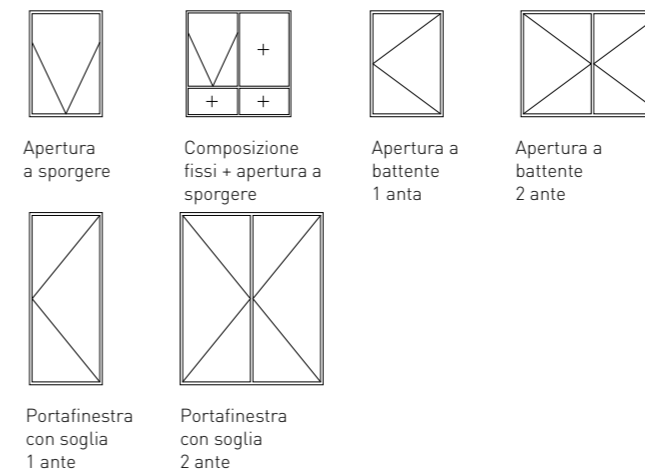 Apertura
a sporgere
Composizione
fissi + apertura a
sporgere
Apertura a
battente
1 anta
Apertura a
battente
2 ante
Portafinestra
con soglia
1 ante
Portafinestra
con soglia
2 ante